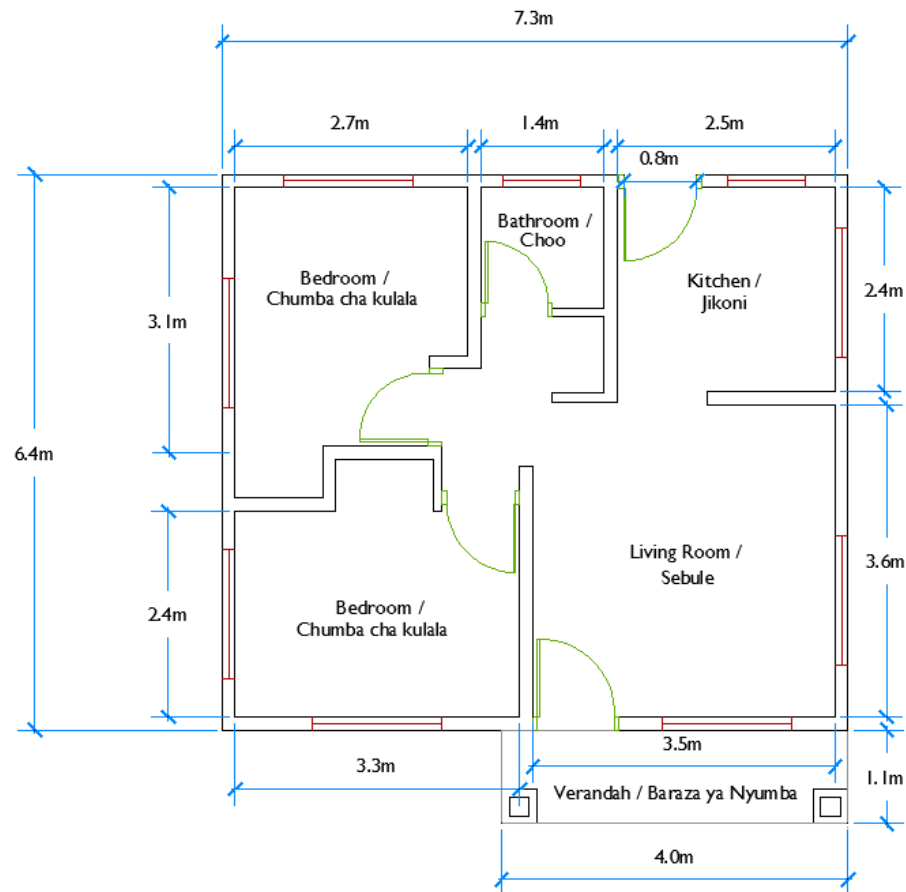 7.3m
2.7m
1.4m
2.5m
0.8m
Bathroom /
Choo
Bedroom /
Chumba cha kulala
Kitchen /
Jikoni
2.4m
3.1m
6.4m
Living Room /
Sebule
3.6m
Bedroom /
Chumba cha kulala
2.4m
3.5m
3.3m
1.1m
Verandah / Baraza ya Nyumba
4.0m